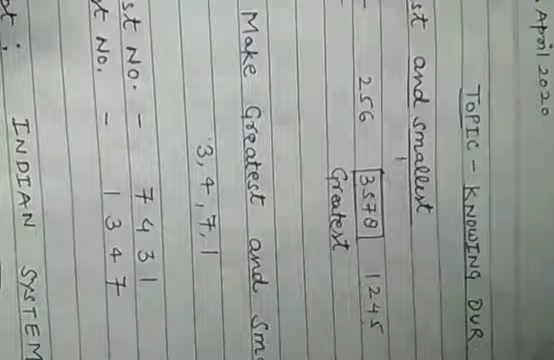 April 2020
TOPIC - KNOWING OUR
st and smallest
256 3578 1245
Greatest
Make Greatest and Sm
3, 4, 7, 1
st No. - 7431
t No. - 1347
INDIAN SYSTEM